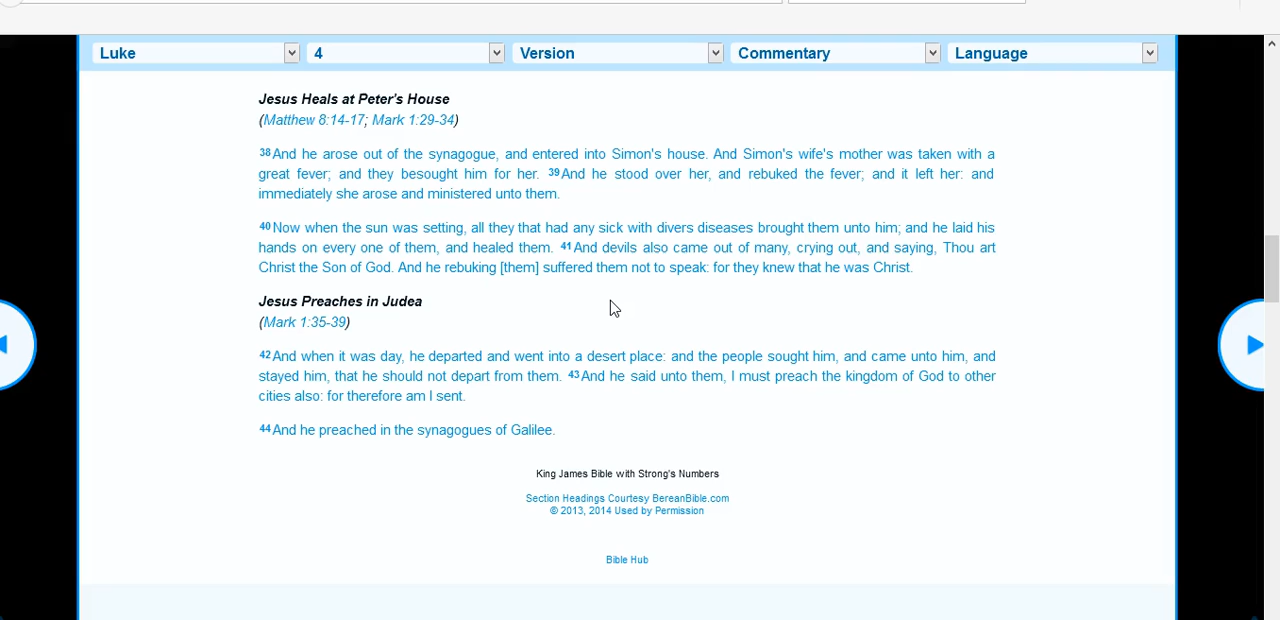 Luke 4 Version Commentary Language
Jesus Heals at Peter's House
(Matthew 8:14-17; Mark 1:29-34)
38And he arose out of the synagogue, and entered into Simon's house. And Simon's wife's mother was taken with a
great fever; and they besought him for her. 39And he stood over her, and rebuked the fever; and it left her: and
immediately she arose and ministered unto them.
40Now when the sun was setting, all they that had any sick with divers diseases brought them unto him; and he laid his
hands on every one of them, and healed them. 41And devils also came out of many, crying out, and saying, Thou art
Christ the Son of God. And he rebuking [them] suffered them not to speak: for they knew that he was Christ.
Jesus Preaches in Judea
(Mark 1:35-39)
42And when it was day, he departed and went into a desert place: and the people sought him, and came unto him, and
stayed him, that he should not depart from them. 43And he said unto them, I must preach the kingdom of God to other
cities also: for therefore am I sent.
44And he preached in the synagogues of Galilee.
King James Bible with Strong's Numbers
Section Headings Courtesy BereanBible.com
© 2013, 2014 Used by Permission
Bible Hub